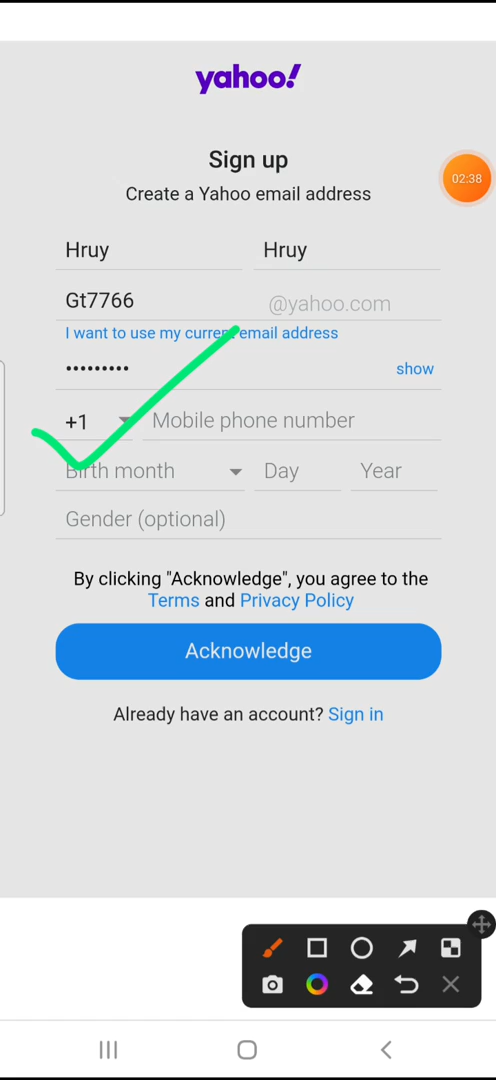 yahoo!
02:38
Sign up
Create a Yahoo email address
Hruy Hruy
Gt7766 @yahoo.com
I want to use my current email address
••••••••• show
+1 Mobile phone number
Birth month Day Year
Gender (optional)
By clicking "Acknowledge", you agree to the
Terms and Privacy Policy
Acknowledge
Already have an account? Sign in